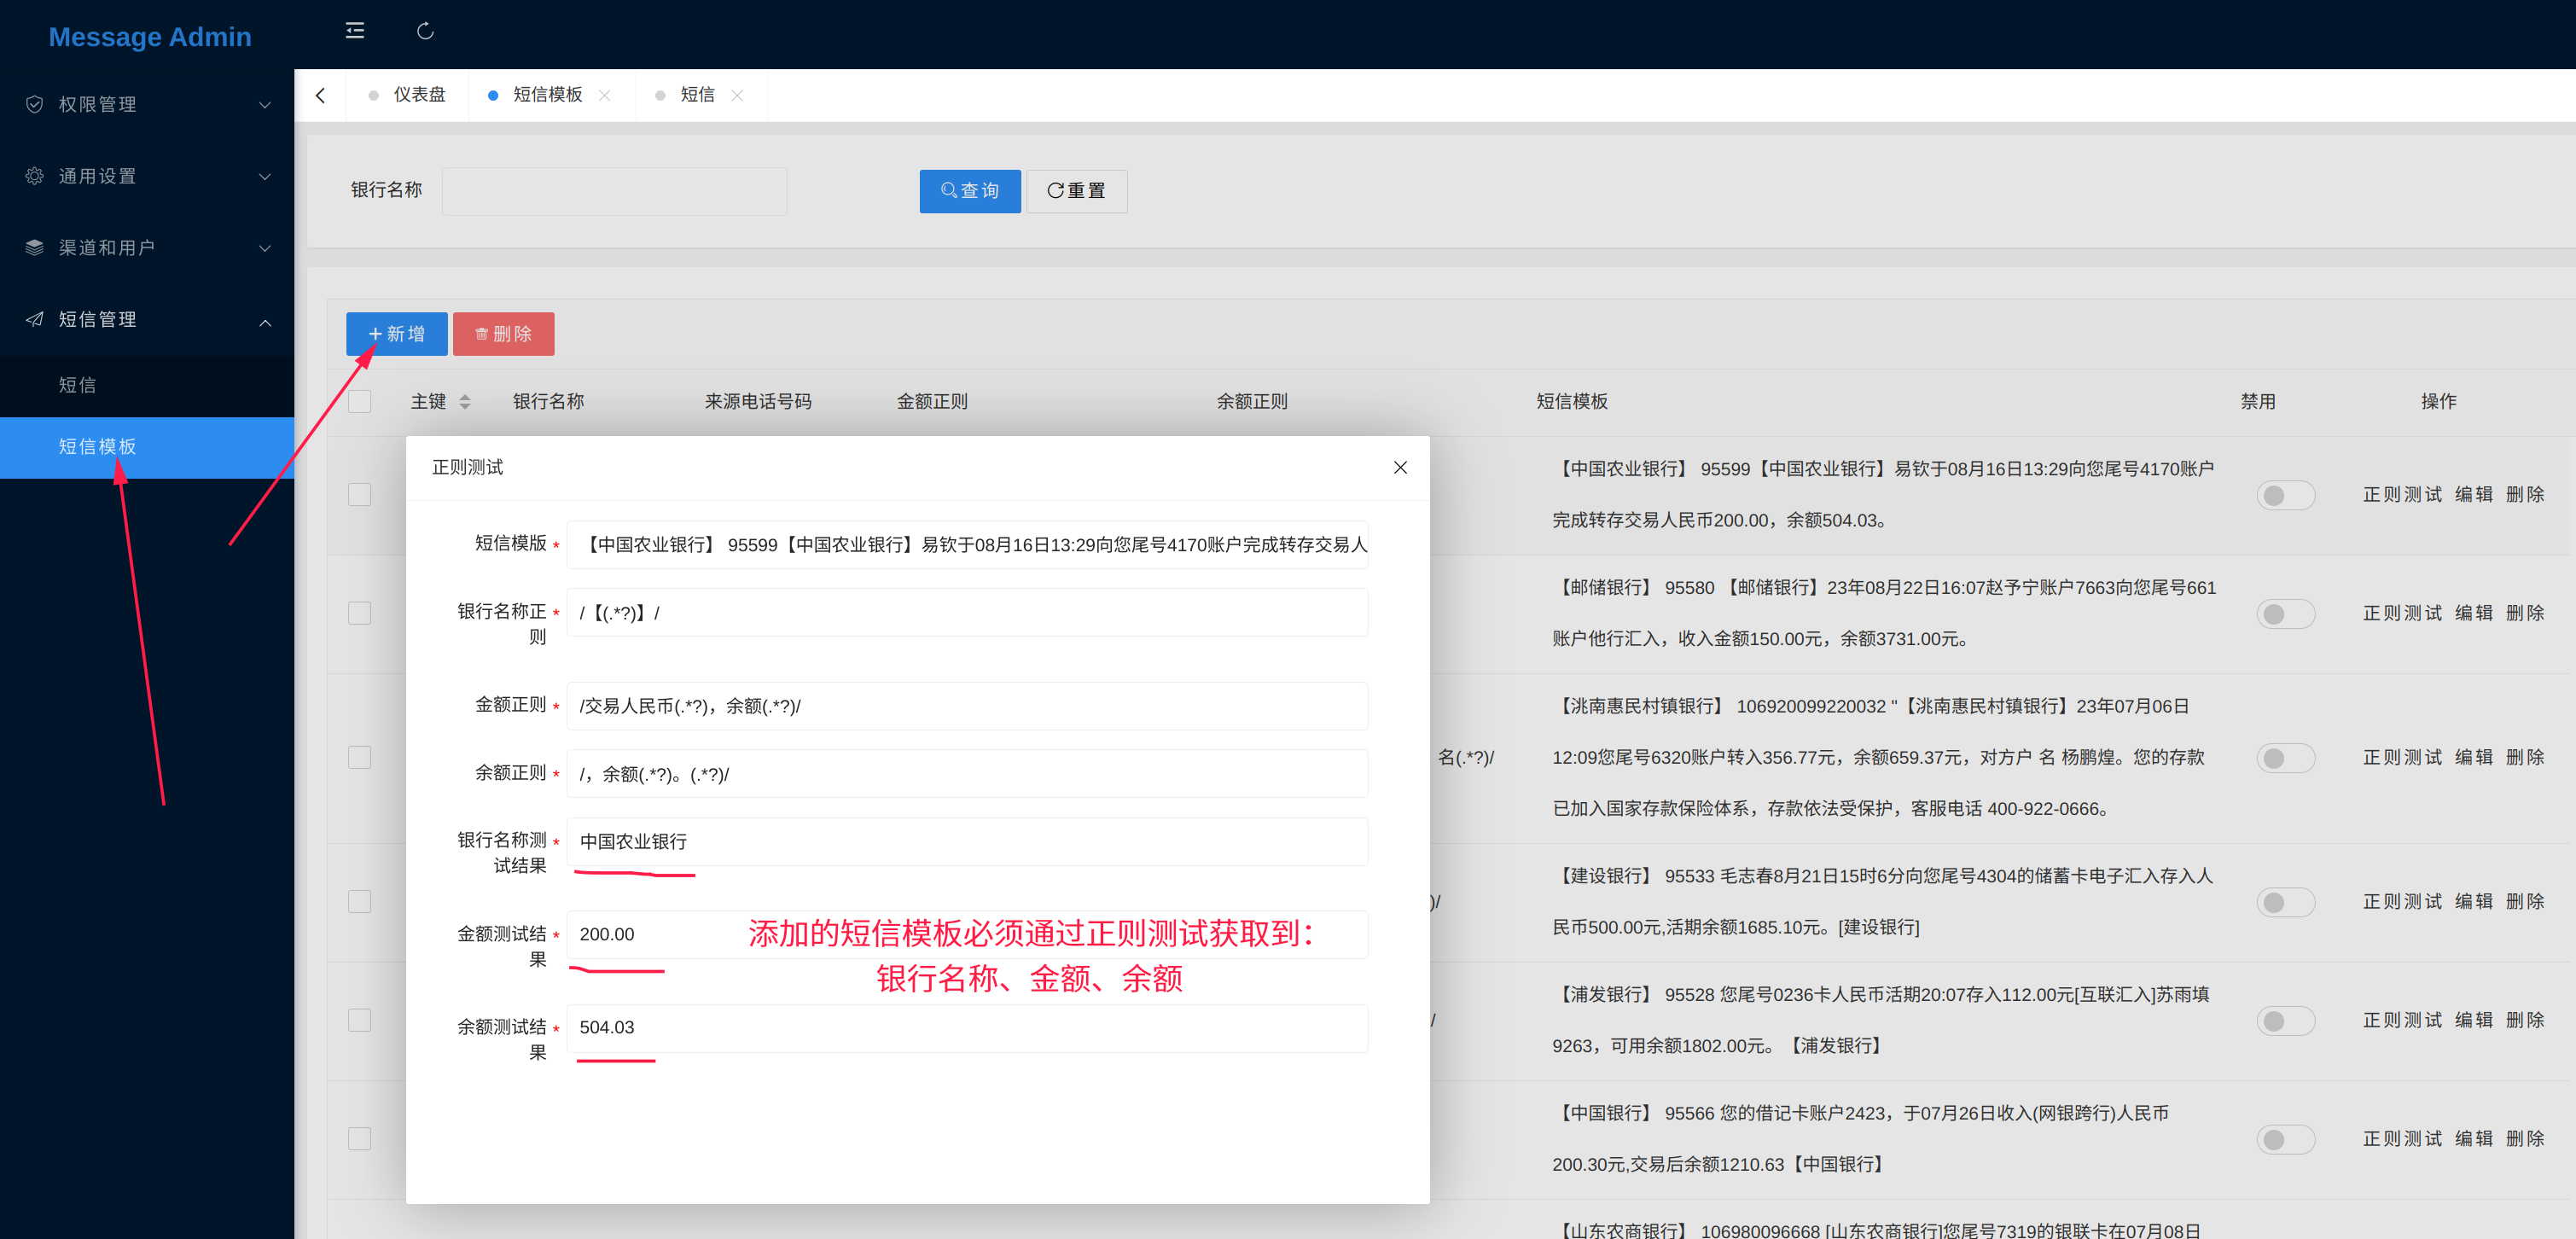 Message Admin
权限管理
通用设置
渠道和用户
短信管理
短信
短信模板
仪表盘 短信模板 短信
银行名称 查询 重置
新增 删除
主键 银行名称 来源电话号码 金额正则 余额正则 短信模板 禁用 操作
正则测试
短信模版 * 【中国农业银行】 95599【中国农业银行】易钦于08月16日13:29向您尾号4170账户完成转存交易人
银行名称正 * /【(.*?)】/
则
金额正则 * /交易人民币(.*?)，余额(.*?)/
余额正则 * /，余额(.*?)。(.*?)/
银行名称测 * 中国农业银行
试结果
金额测试结 * 200.00
果
添加的短信模板必须通过正则测试获取到：
银行名称、金额、余额
余额测试结 * 504.03
果
【中国农业银行】 95599【中国农业银行】易钦于08月16日13:29向您尾号4170账户
完成转存交易人民币200.00，余额504.03。
正则测试 编辑 删除
【邮储银行】 95580 【邮储银行】23年08月22日16:07赵予宁账户7663向您尾号661
账户他行汇入，收入金额150.00元，余额3731.00元。
正则测试 编辑 删除
【洮南惠民村镇银行】 106920099220032 "【洮南惠民村镇银行】23年07月06日
名(.*?)/ 12:09您尾号6320账户转入356.77元，余额659.37元，对方户 名 杨鹏煌。您的存款
已加入国家存款保险体系，存款依法受保护，客服电话 400-922-0666。
正则测试 编辑 删除
【建设银行】 95533 毛志春8月21日15时6分向您尾号4304的储蓄卡电子汇入存入人
)/
民币500.00元,活期余额1685.10元。[建设银行]
正则测试 编辑 删除
【浦发银行】 95528 您尾号0236卡人民币活期20:07存入112.00元[互联汇入]苏雨填
/
9263，可用余额1802.00元。【浦发银行】
正则测试 编辑 删除
【中国银行】 95566 您的借记卡账户2423，于07月26日收入(网银跨行)人民币
200.30元,交易后余额1210.63【中国银行】
正则测试 编辑 删除
【山东农商银行】 106980096668 [山东农商银行]您尾号7319的银联卡在07月08日